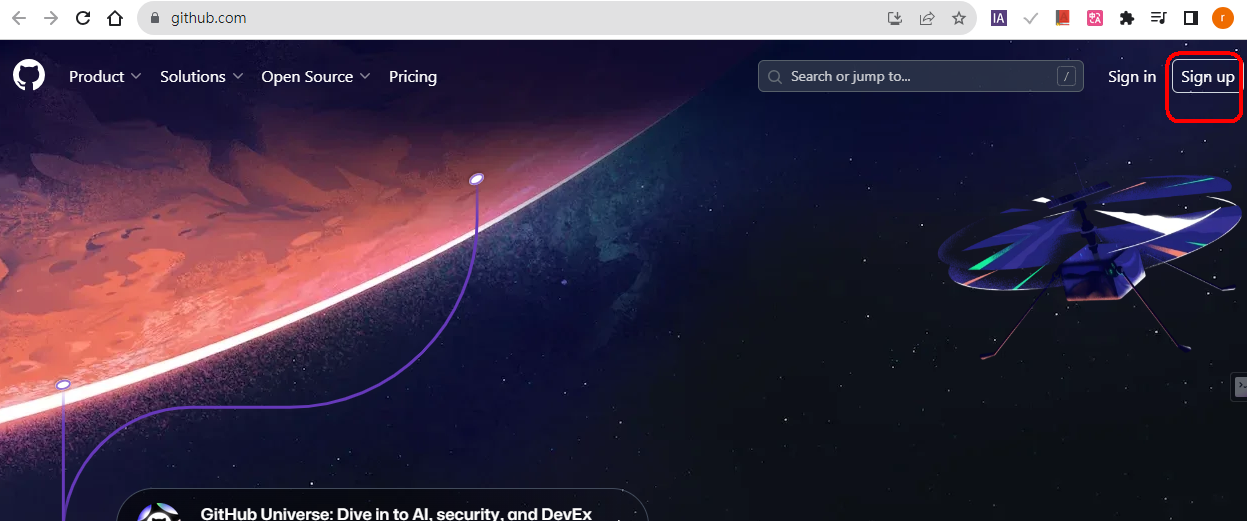 github.com
IA
r
Product Solutions Open Source Pricing
Search or jump to... /
Sign in
Sign up
GitHub Universe: Dive in to AI, security, and DevEx